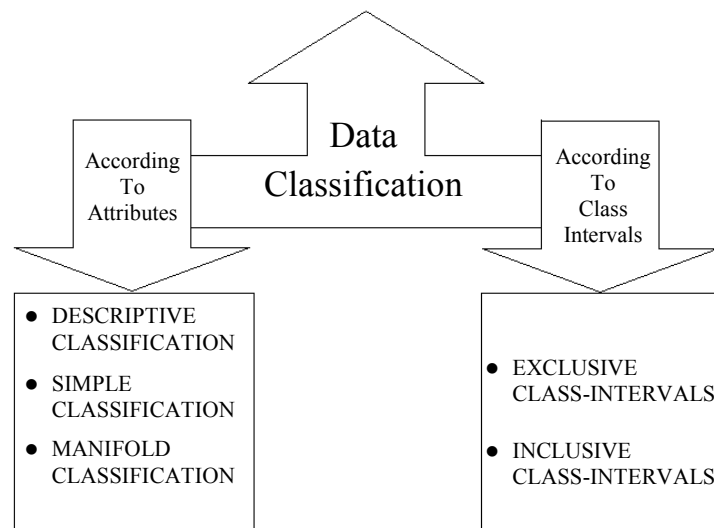 Data
Classification
According
To
Attributes
According
To
Class
Intervals
● DESCRIPTIVE
CLASSIFICATION
● SIMPLE
CLASSIFICATION
● MANIFOLD
CLASSIFICATION
● EXCLUSIVE
CLASS-INTERVALS
● INCLUSIVE
CLASS-INTERVALS